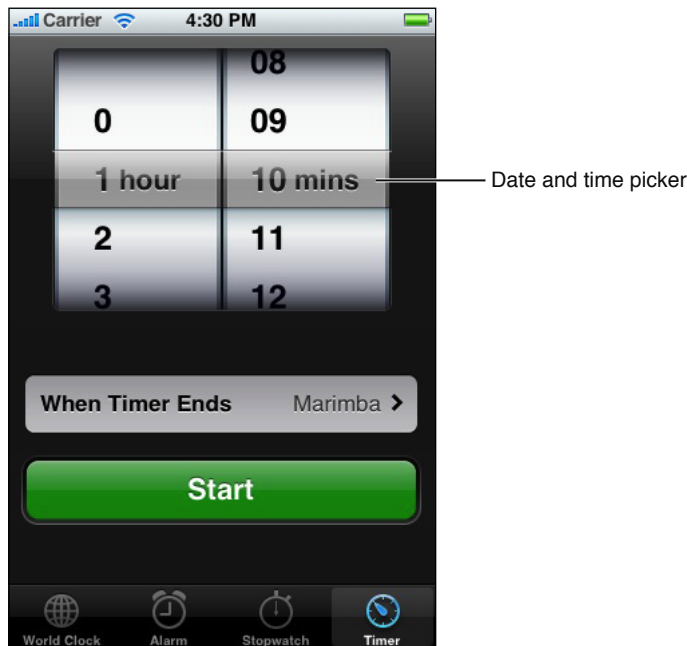 Carrier 4:30 PM
08
0 09
1 hour 10 mins
Date and time picker
2 11
3 12
When Timer Ends Marimba
Start
World Clock Alarm Stopwatch Timer